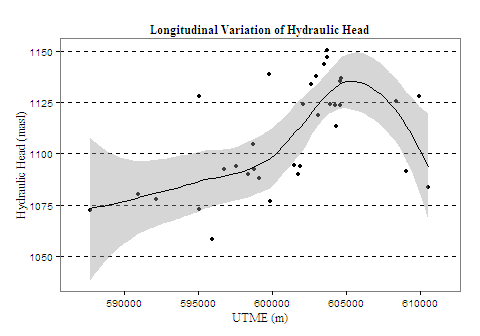 Longitudinal Variation of Hydraulic Head
Hydraulic Head (masl)
1150
1125
1100
1075
1050
590000 595000 600000 605000 610000
UTME (m)